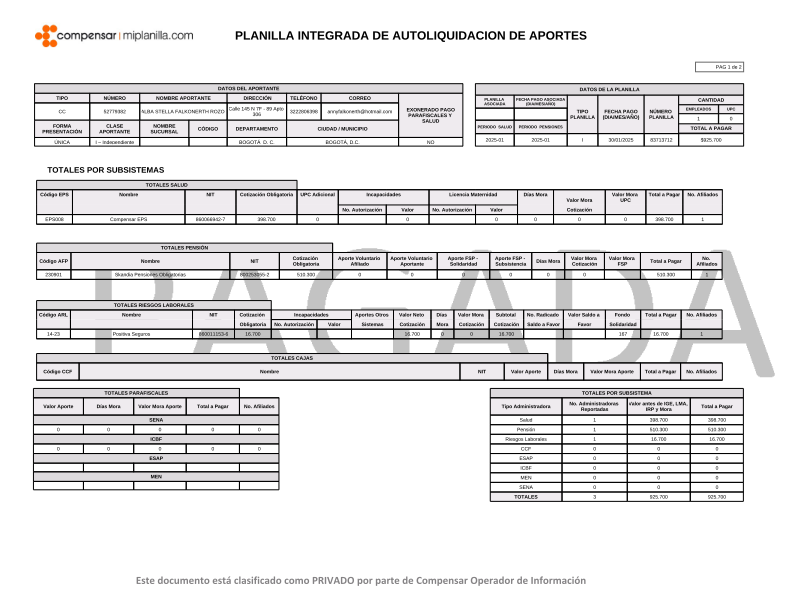 compensar | miplanilla.com
PLANILLA INTEGRADA DE AUTOLIQUIDACION DE APORTES
PAG 1 de 2
DATOS DEL APORTANTE
TIPO NÚMERO NOMBRE APORTANTE DIRECCIÓN TELÉFONO CORREO EXONERADO PAGO PARAFISCALES Y SALUD
CC 52779082 NLBA STELLA FALKONERTH ROZO Calle 145 N 7F - 89 Apto 306 3222806398 annyfalkonerth@hotmail.com
FORMA PRESENTACIÓN CLASE APORTANTE NOMBRE SUCURSAL CÓDIGO DEPARTAMENTO CIUDAD / MUNICIPIO
ÚNICA I – Independiente BOGOTÁ D. C. BOGOTÁ, D.C. NO
DATOS DE LA PLANILLA
PLANILLA ASOCIADA FECHA PAGO ASOCIADA (DIA/MES/AÑO) TIPO PLANILLA FECHA PAGO (DIA/MES/AÑO) NÚMERO PLANILLA CANTIDAD
EMPLEADOS UPC
1 0
PERIODO SALUD PERIODO PENSIONES TOTAL A PAGAR
2025-01 2025-01 I 30/01/2025 83713712 $925.700
TOTALES POR SUBSISTEMAS
TOTALES SALUD
Código EPS Nombre NIT Cotización Obligatoria UPC Adicional Incapacidades Licencia Maternidad Días Mora Valor Mora Cotización Valor Mora UPC Total a Pagar No. Afiliados
No. Autorización Valor No. Autorización Valor
EPS008 Compensar EPS 860066942-7 398.700 0 0 0 0 0 0 398.700 1
TOTALES PENSIÓN
Código AFP Nombre NIT Cotización Obligatoria Aporte Voluntario Afiliado Aporte Voluntario Aportante Aporte FSP - Solidaridad Aporte FSP - Subsistencia Días Mora Valor Mora Cotización Valor Mora FSP Total a Pagar No. Afiliados
230901 Skandia Pensiones Obligatorias 800253055-2 510.300 0 0 0 0 0 0 0 510.300 1
PAGADA
TOTALES RIESGOS LABORALES
Código ARL Nombre NIT Cotización Obligatoria Incapacidades Aportes Otros Sistemas Valor Neto Cotización Días Mora Valor Mora Cotización Subtotal Cotización No. Radicado Saldo a Favor Valor Saldo a Favor Fondo Solidaridad Total a Pagar No. Afiliados
No. Autorización Valor
14-23 Positiva Seguros 860011153-6 16.700 16.700 0 0 16.700 167 16.700 1
TOTALES CAJAS
Código CCF Nombre NIT Valor Aporte Días Mora Valor Mora Aporte Total a Pagar No. Afiliados
TOTALES PARAFISCALES
Valor Aporte Días Mora Valor Mora Aporte Total a Pagar No. Afiliados
SENA
0 0 0 0 0
ICBF
0 0 0 0 0
ESAP
MEN
TOTALES POR SUBSISTEMA
Tipo Administradora No. Administradoras Reportadas Valor antes de IGE, LMA, IRP y Mora Total a Pagar
Salud 1 398.700 398.700
Pensión 1 510.300 510.300
Riesgos Laborales 1 16.700 16.700
CCF 0 0 0
ESAP 0 0 0
ICBF 0 0 0
MEN 0 0 0
SENA 0 0 0
TOTALES 3 925.700 925.700
Este documento está clasificado como PRIVADO por parte de Compensar Operador de Información